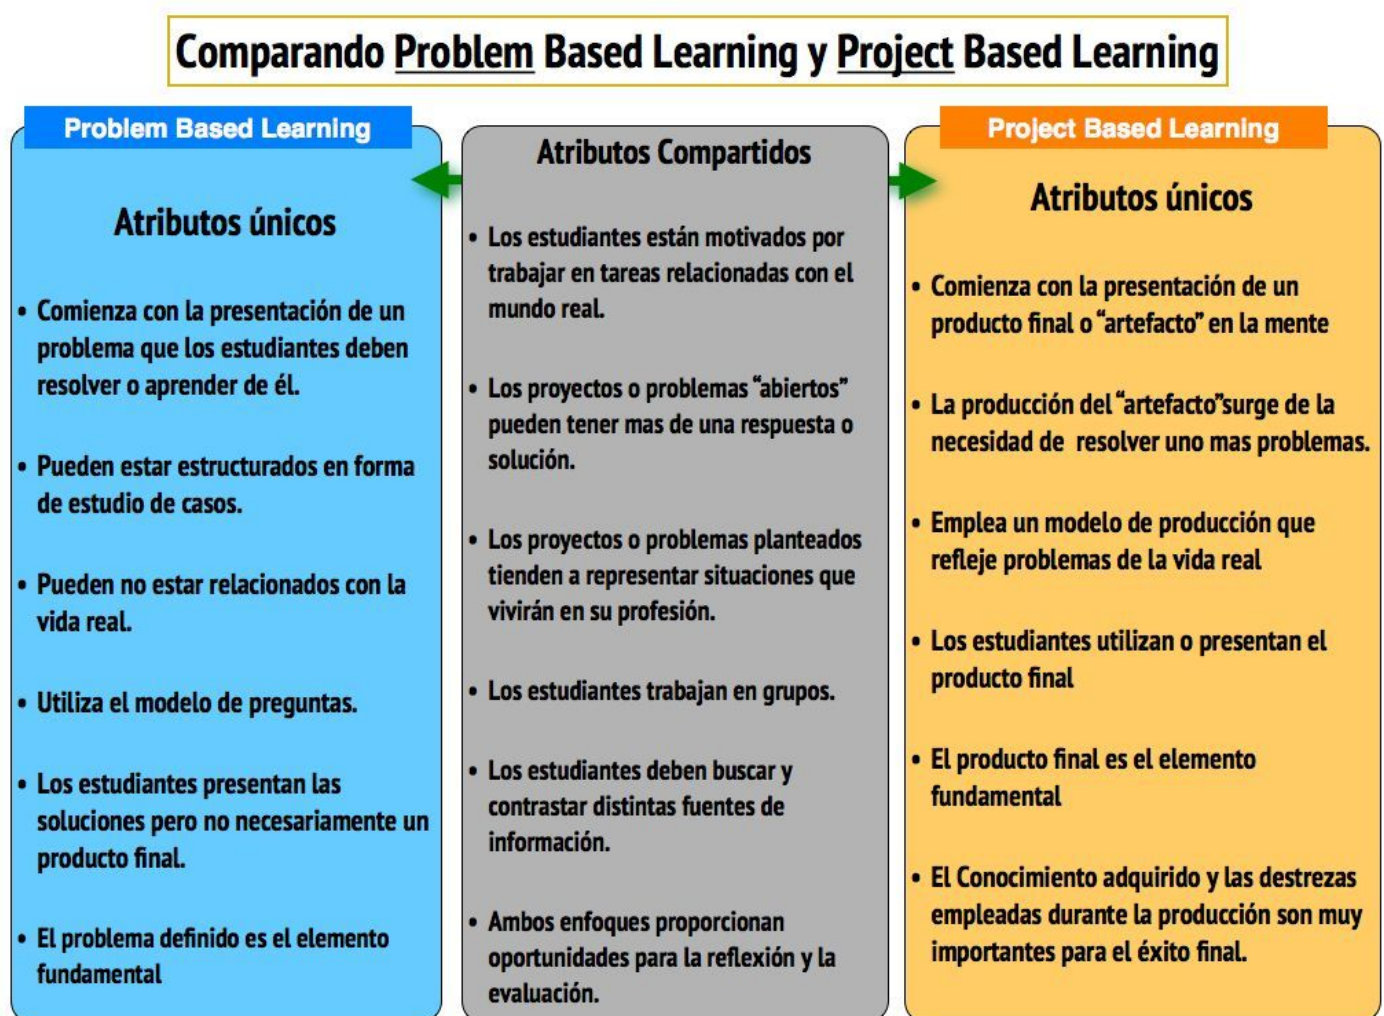 Comparando Problem Based Learning y Project Based Learning
Problem Based Learning
Atributos únicos
• Comienza con la presentación de un
problema que los estudiantes deben
resolver o aprender de él.
• Pueden estar estructurados en forma
de estudio de casos.
• Pueden no estar relacionados con la
vida real.
• Utiliza el modelo de preguntas.
• Los estudiantes presentan las
soluciones pero no necesariamente un
producto final.
• El problema definido es el elemento
fundamental
Atributos Compartidos
• Los estudiantes están motivados por
trabajar en tareas relacionadas con el
mundo real.
• Los proyectos o problemas “abiertos”
pueden tener mas de una respuesta o
solución.
• Los proyectos o problemas planteados
tienden a representar situaciones que
vivirán en su profesión.
• Los estudiantes trabajan en grupos.
• Los estudiantes deben buscar y
contrastar distintas fuentes de
información.
• Ambos enfoques proporcionan
oportunidades para la reflexión y la
evaluación.
Project Based Learning
Atributos únicos
• Comienza con la presentación de un
producto final o “artefacto” en la mente
• La producción del “artefacto”surge de la
necesidad de resolver uno mas problemas.
• Emplea un modelo de producción que
refleje problemas de la vida real
• Los estudiantes utilizan o presentan el
producto final
• El producto final es el elemento
fundamental
• El Conocimiento adquirido y las destrezas
empleadas durante la producción son muy
importantes para el éxito final.